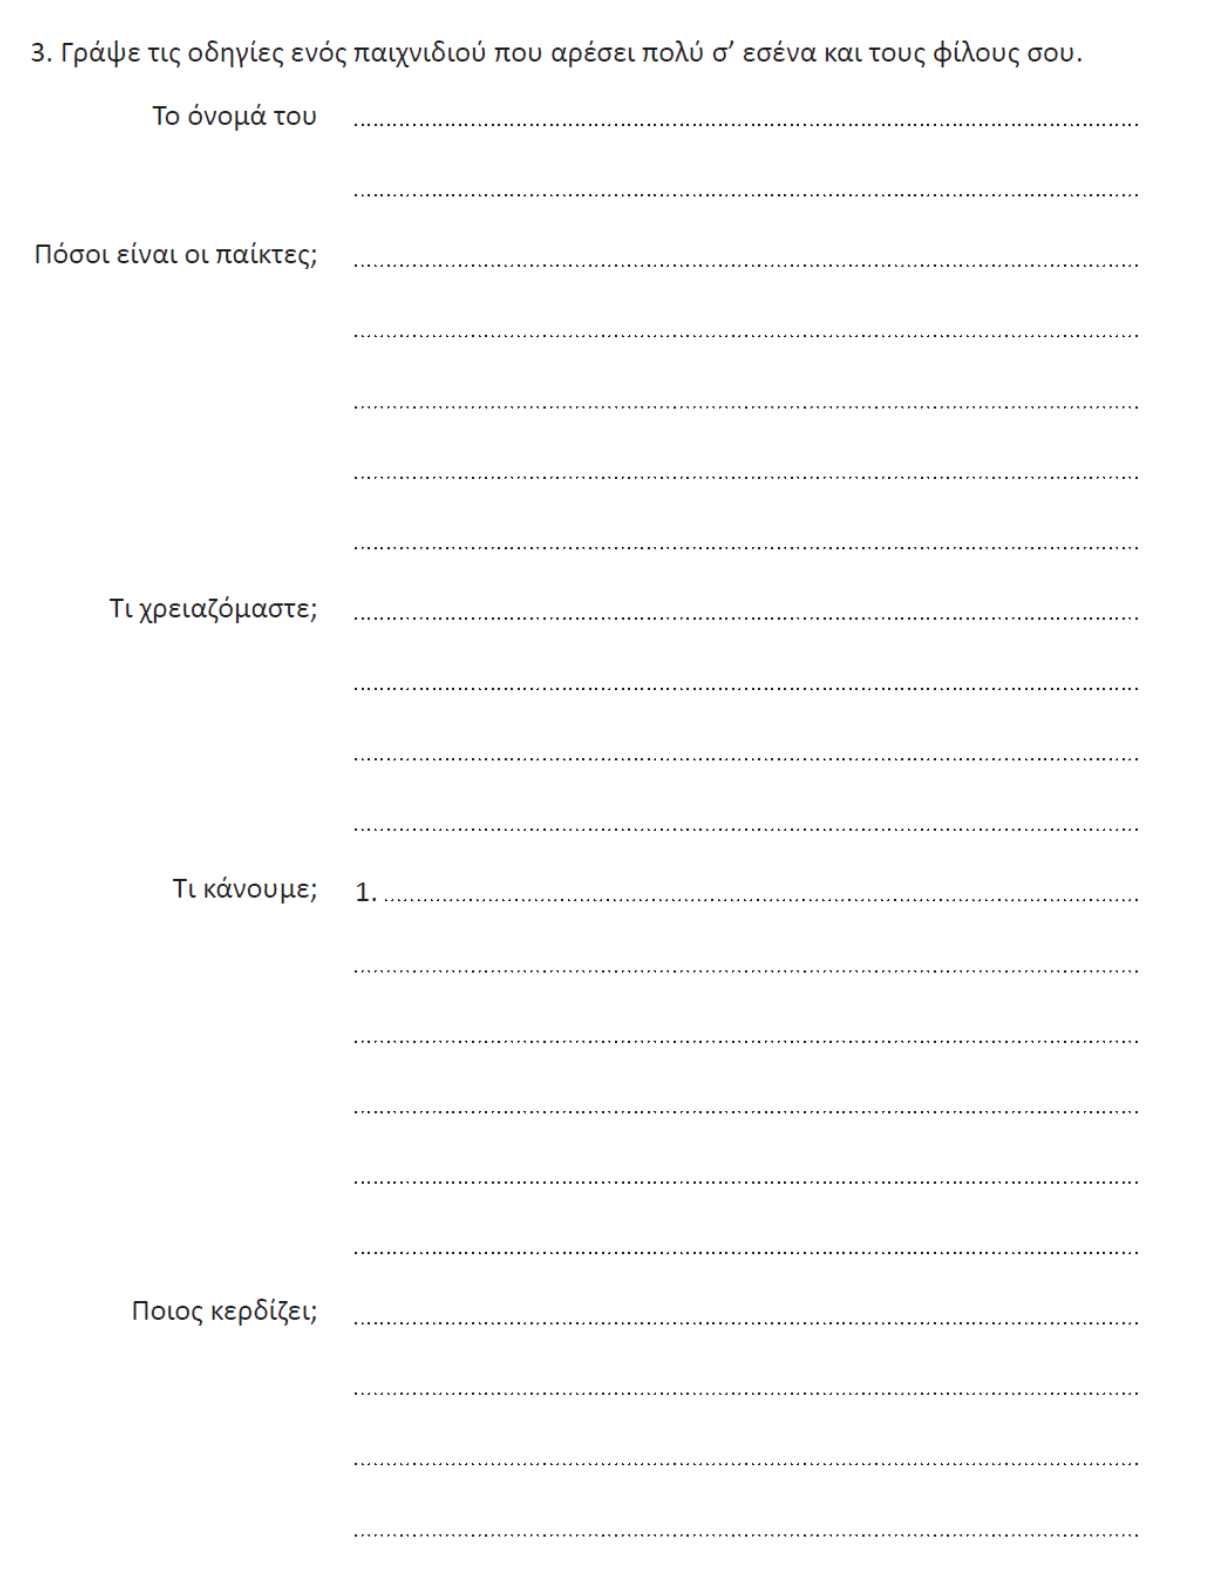 3. Γράψε τις οδηγίες ενός παιχνιδιού που αρέσει πολύ σ’ εσένα και τους φίλους σου.
Το όνομά του
Πόσοι είναι οι παίκτες;
Τι χρειαζόμαστε;
Τι κάνουμε; 1.
Ποιος κερδίζει;